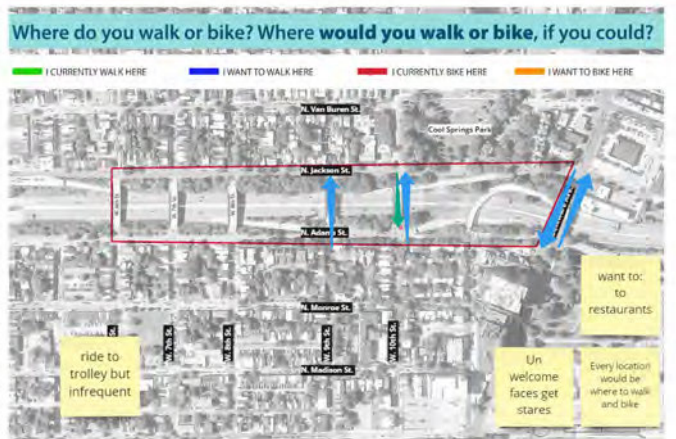 Where do you walk or bike? Where would you walk or bike, if you could?
I CURRENTLY WALK HERE
I WANT TO WALK HERE
I CURRENTLY BIKE HERE
I WANT TO BIKE HERE
N. Van Buren St.
Cool Springs Park
N. Jackson St.
N. Adams St.
want to:
to
restaurants
N. Monroe St.
St.
W. 7th St.
W. 8th St.
W. 9th St.
W. 10th St.
ride to
trolley but
infrequent
N. Madison St.
Un
welcome
faces get
stares
Every location
would be
where to walk
and bike